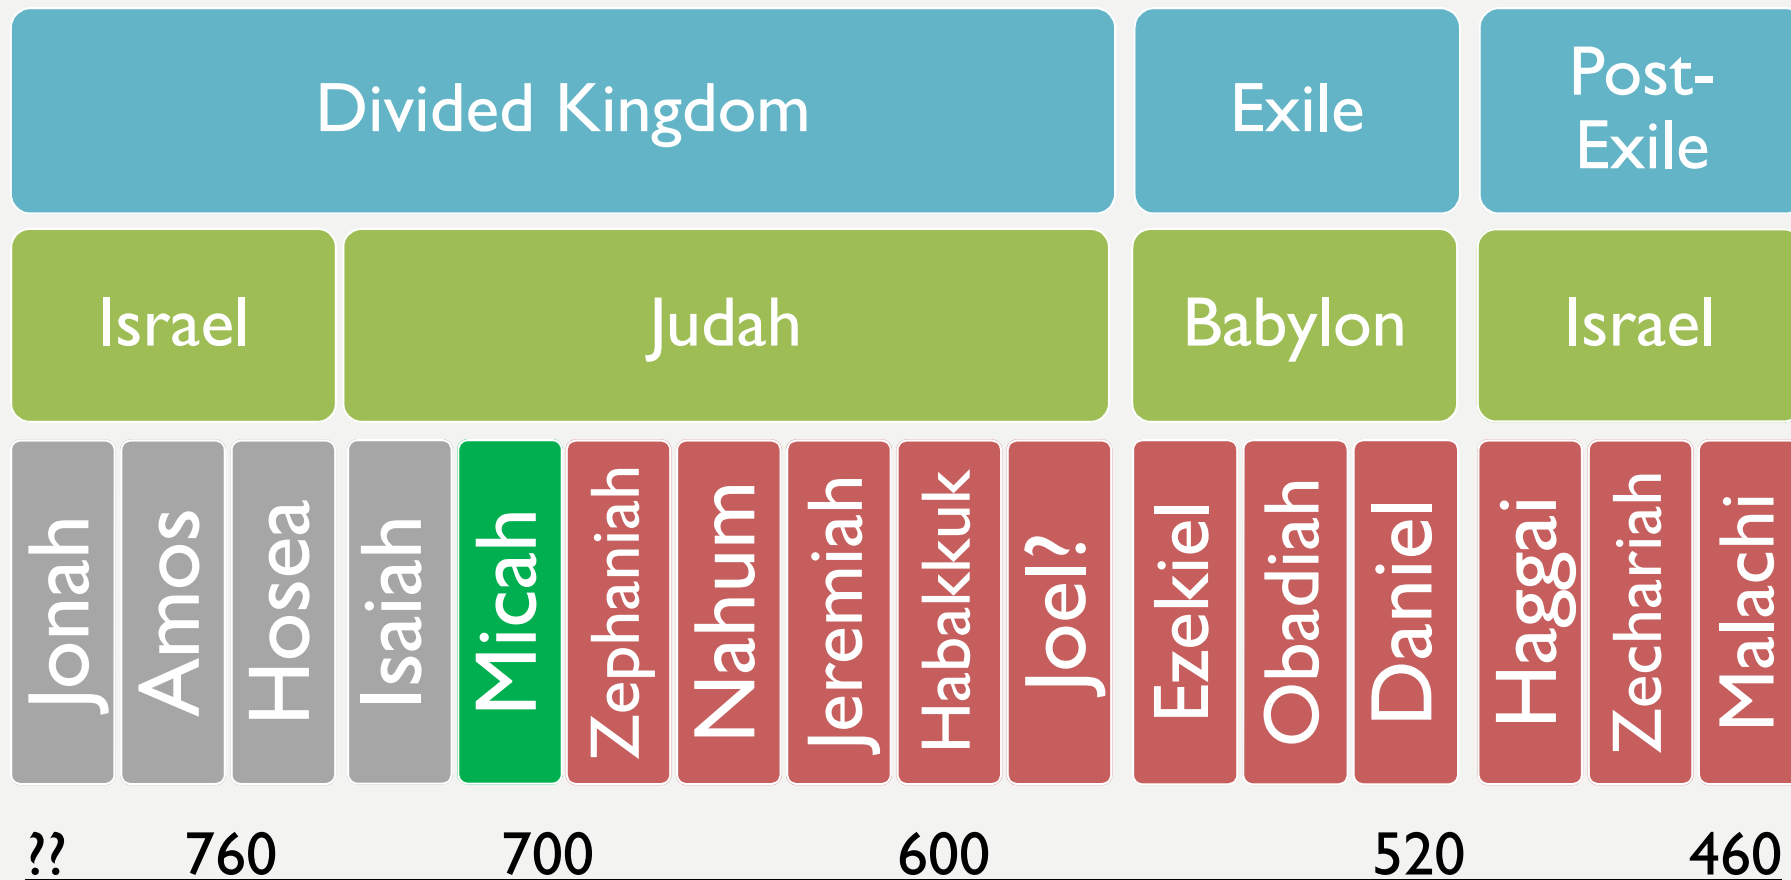 Divided Kingdom
Exile
Post-
Exile
Israel
Judah
Babylon
Israel
Jonah
Amos
Hosea
Isaiah
Micah
Zephaniah
Nahum
Jeremiah
Habakkuk
Joel?
Ezekiel
Obadiah
Daniel
Haggai
Zechariah
Malachi
?? 760 700 600 520 460